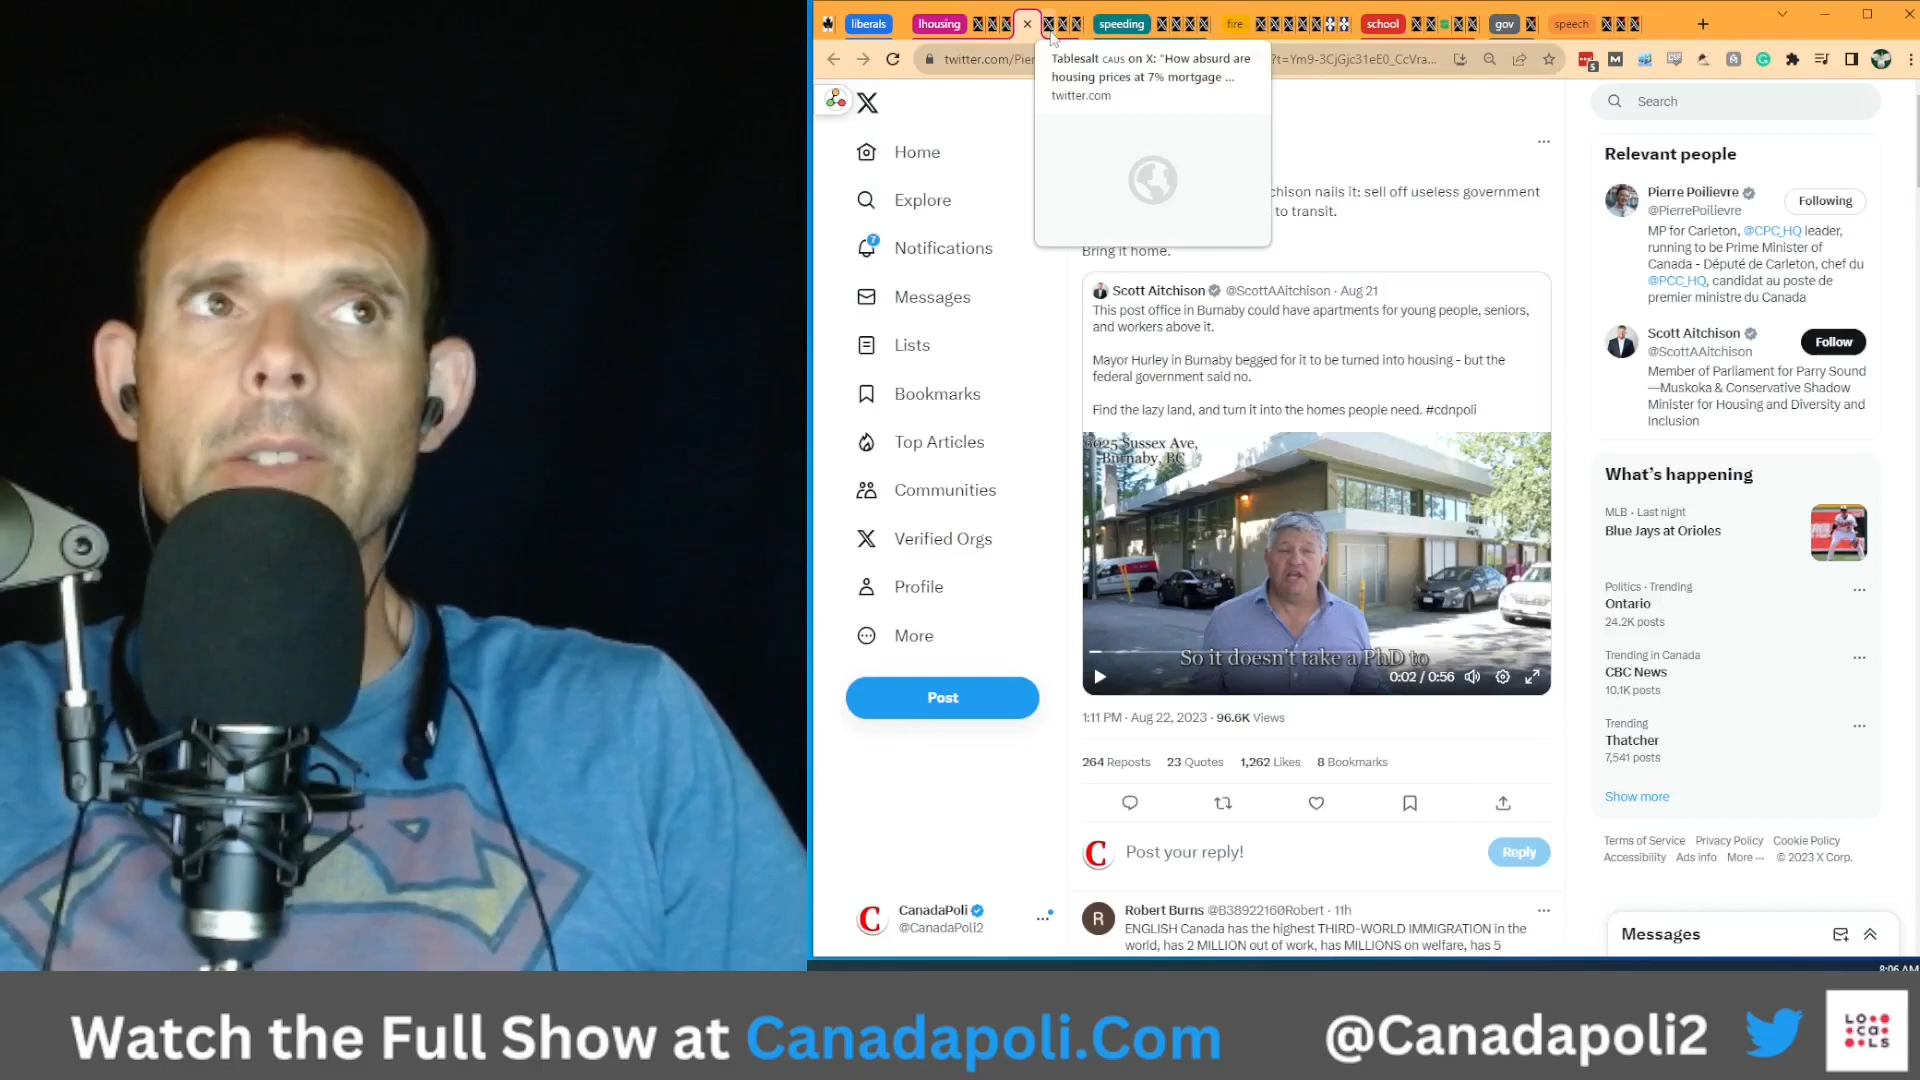 liberals
lhousing
speeding
fire
school
gov
speech
twitter.com/Pier
?t=Ym9-3CjGjc31eE0_CcVra...
Tablesalt CAUS on X: "How absurd are
housing prices at 7% mortgage ...
twitter.com
Home
Explore
7
Notifications
Messages
Lists
Bookmarks
Top Articles
Communities
Verified Orgs
Profile
More
Post
CanadaPoli
@CanadaPoli2
chison nails it: sell off useless government
to transit.
Bring it home.
Scott Aitchison @ScottAAitchison · Aug 21
This post office in Burnaby could have apartments for young people, seniors,
and workers above it.
Mayor Hurley in Burnaby begged for it to be turned into housing - but the
federal government said no.
Find the lazy land, and turn it into the homes people need. #cdnpoli
6025 Sussex Ave,
Burnaby, BC
So it doesn't take a PhD to
0:02 / 0:56
1:11 PM · Aug 22, 2023 · 96.6K Views
264 Reposts 23 Quotes 1,262 Likes 8 Bookmarks
C
Post your reply!
Reply
R
Robert Burns @B38922160Robert · 11h
ENGLISH Canada has the highest THIRD-WORLD IMMIGRATION in the
world, has 2 MILLION out of work, has MILLIONS on welfare, has 5
Search
Relevant people
Pierre Poilievre
@PierrePoilievre
Following
MP for Carleton, @CPC_HQ leader,
running to be Prime Minister of
Canada - Député de Carleton, chef du
@PCC_HQ, candidat au poste de
premier ministre du Canada
Scott Aitchison
@ScottAAitchison
Follow
Member of Parliament for Parry Sound
—Muskoka & Conservative Shadow
Minister for Housing and Diversity and
Inclusion
What's happening
MLB · Last night
Blue Jays at Orioles
Politics · Trending
Ontario
24.2K posts
Trending in Canada
CBC News
10.1K posts
Trending
Thatcher
7,541 posts
Show more
Terms of Service Privacy Policy Cookie Policy
Accessibility Ads info More ··· © 2023 X Corp.
Messages
8:06 AM
Watch the Full Show at Canadapoli.Com
@Canadapoli2
LOCALS